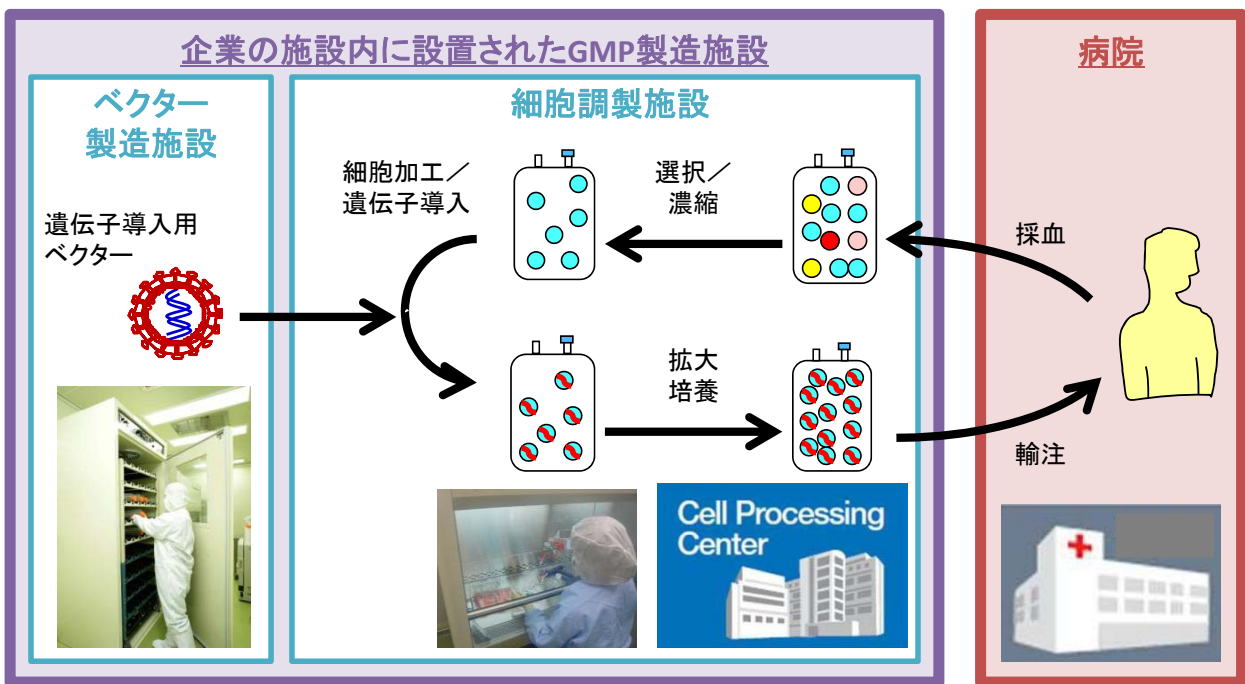 企業の施設内に設置されたGMP製造施設
病院
ベクター
製造施設
細胞調製施設
細胞加工／
遺伝子導入
選択／
濃縮
採血
遺伝子導入用
ベクター
拡大
培養
輸注
Cell Processing
Center